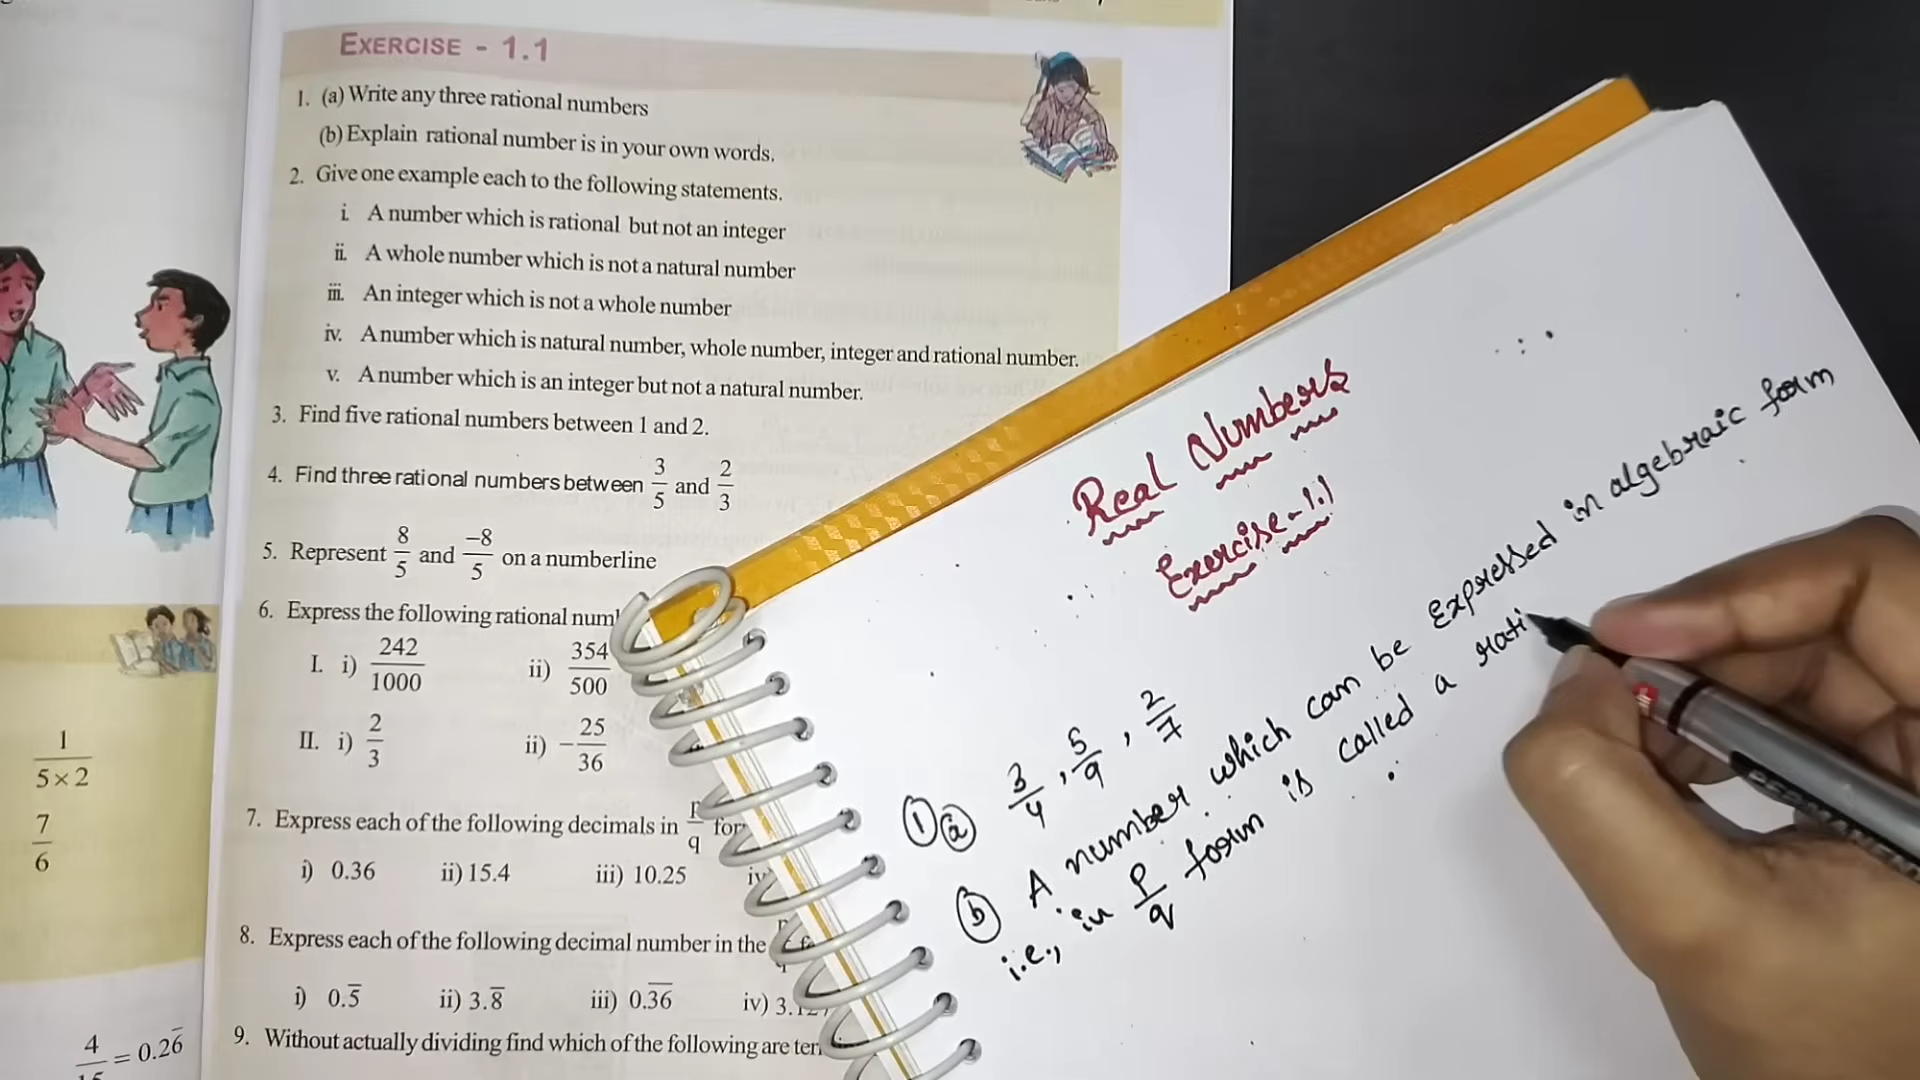 EXERCISE - 1.1
1. (a) Write any three rational numbers
(b) Explain rational number is in your own words.
2. Give one example each to the following statements.
i. A number which is rational but not an integer
ii. A whole number which is not a natural number
iii. An integer which is not a whole number
iv. A number which is natural number, whole number, integer and rational number.
v. A number which is an integer but not a natural number.
3. Find five rational numbers between 1 and 2.
4. Find three rational numbers between 3/5 and 2/3
5. Represent 8/5 and -8/5 on a numberline
6. Express the following rational
I. i) 242/1000 ii) 354/500
II. i) 2/3 ii) -25/36
7. Express each of the following decimals in
i) 0.36 ii) 15.4 iii) 10.25
8. Express each of the following decimal number in the
i) 0.5̅ ii) 3.8̅ iii) 0.3̅6̅ iv) 3.
9. Without actually dividing find which of the following are
1/5×2
7/6
= 0.26̅
Real Numbers
Exercise - 1.1
1 a 3/4, 5/9, 2/7
b A number which can be Expressed in algebraic form
i.e., in P/q form is called a rati